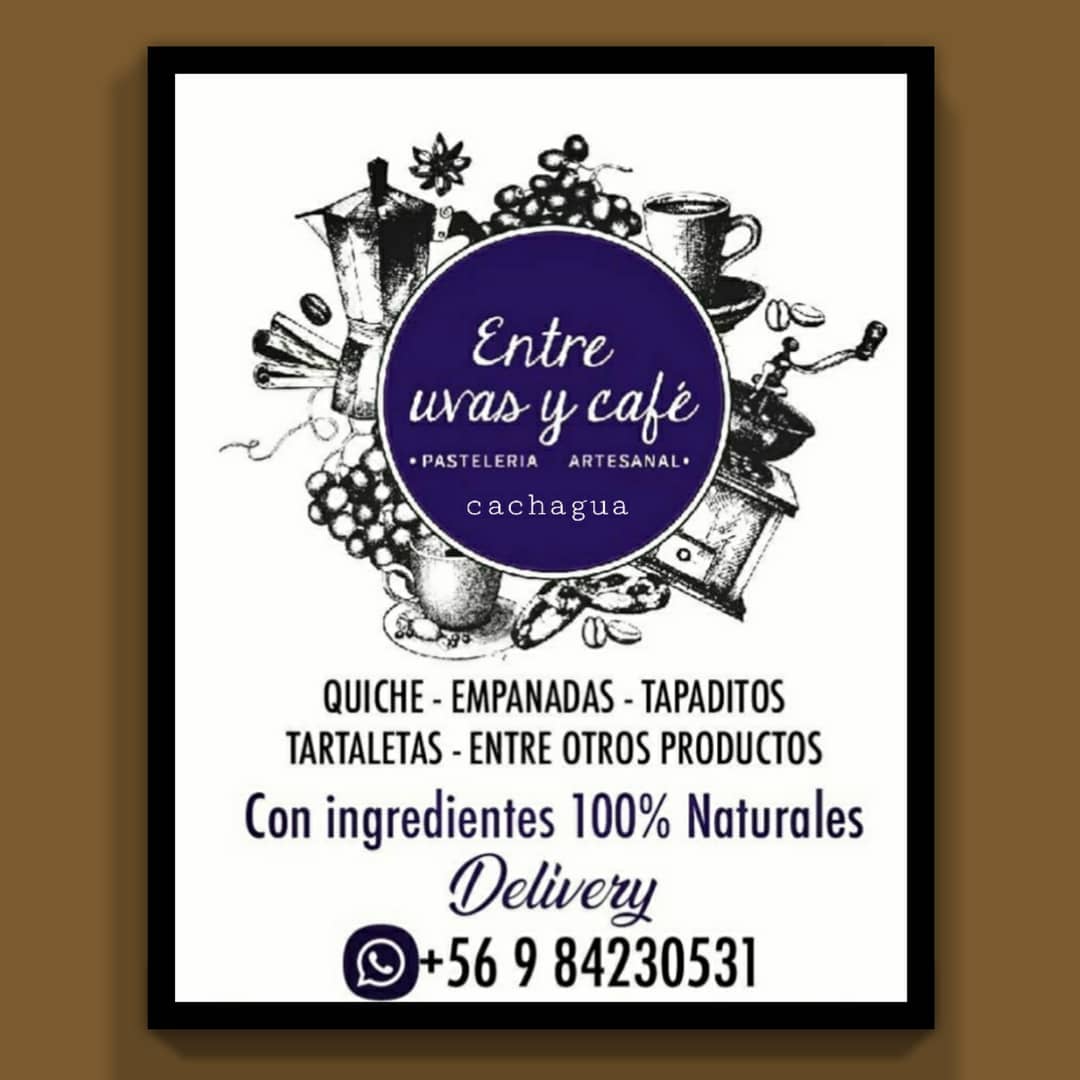 Entre
uvas y café
• PASTELERIA ARTESANAL •
cachagua
QUICHE - EMPANADAS - TAPADITOS
TARTALETAS - ENTRE OTROS PRODUCTOS
Con ingredientes 100% Naturales
Delivery
+56 9 84230531